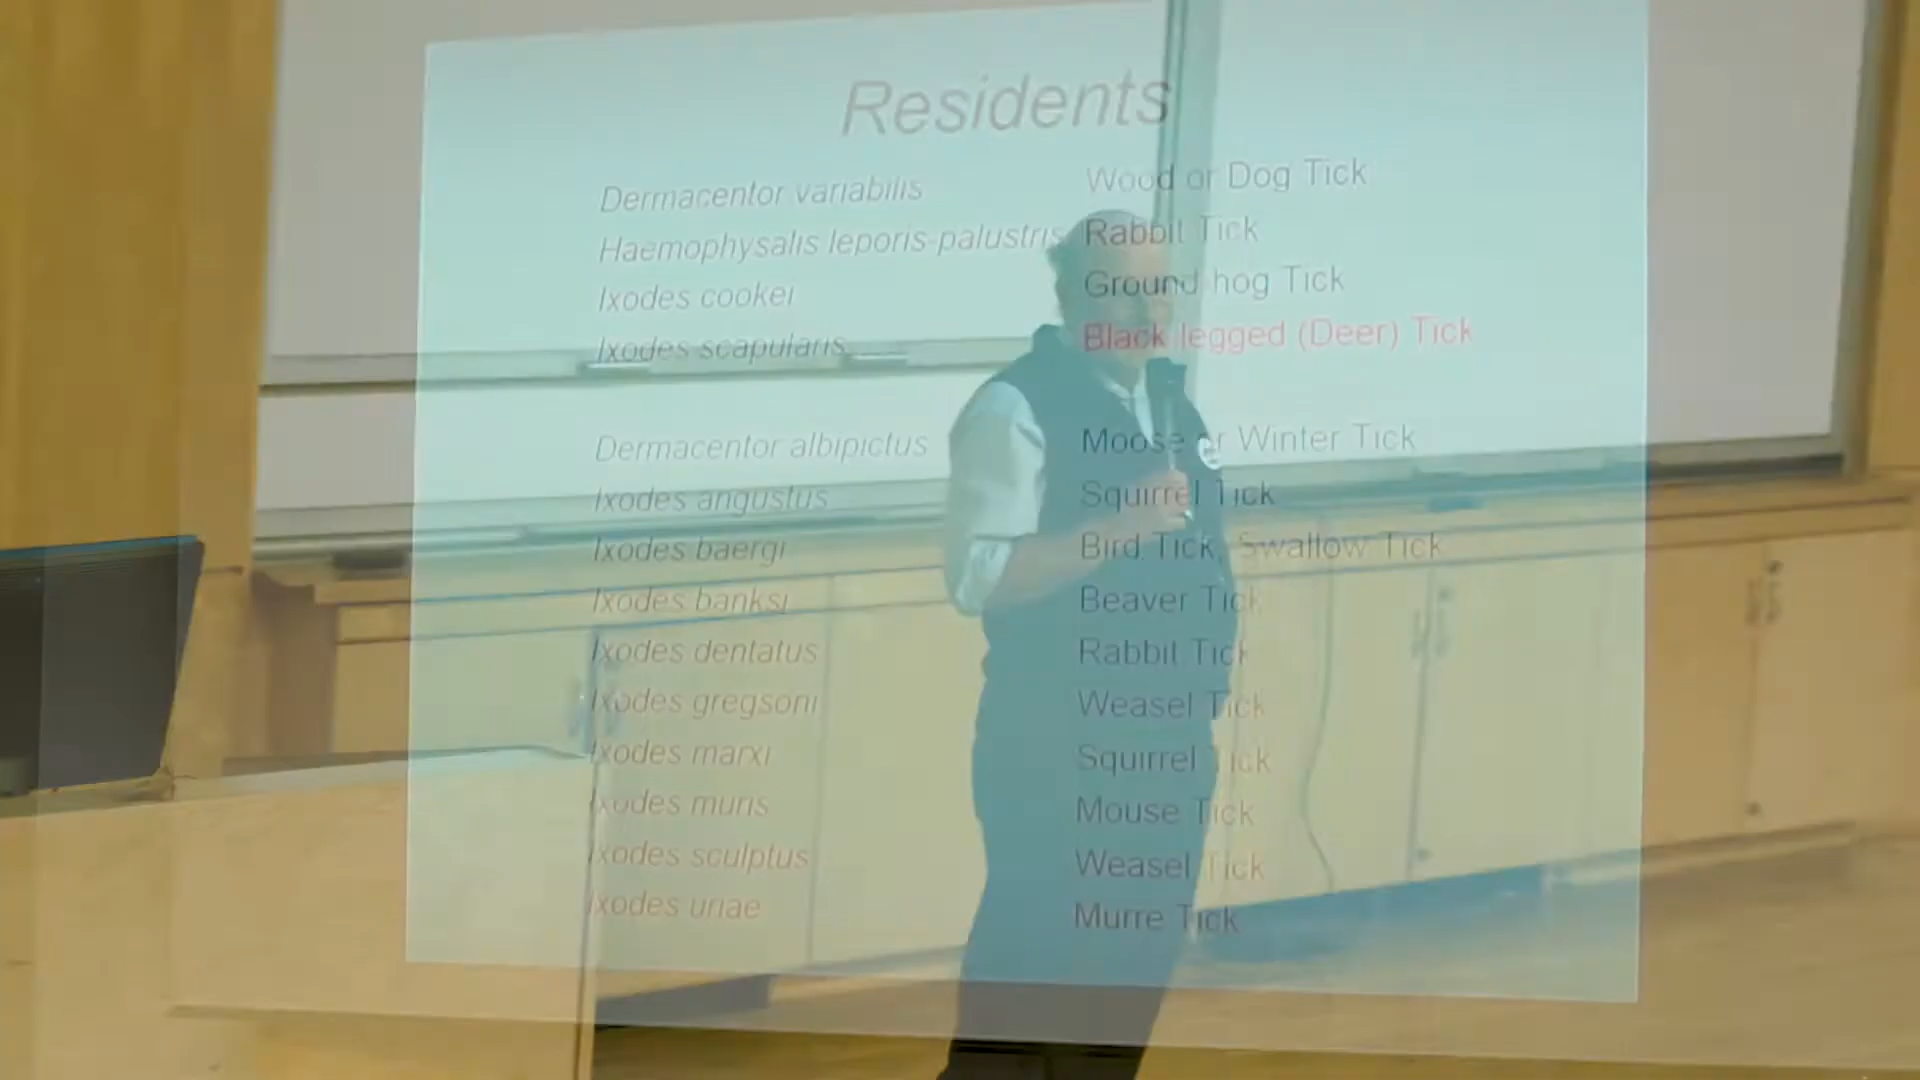 Residents
Dermacentor variabilis Wood or Dog Tick
Haemophysalis leporis-palustris Rabbit Tick
Ixodes cookei Ground hog Tick
Ixodes scapularis Black legged (Deer) Tick
Dermacentor albipictus Moose or Winter Tick
Ixodes angustus Squirrel Tick
Ixodes baergi Bird Tick, Swallow Tick
Ixodes banksi Beaver Tick
Ixodes dentatus Rabbit Tick
Ixodes gregsoni Weasel Tick
Ixodes marxi Squirrel Tick
Ixodes muris Mouse Tick
Ixodes sculptus Weasel Tick
Ixodes uriae Murre Tick